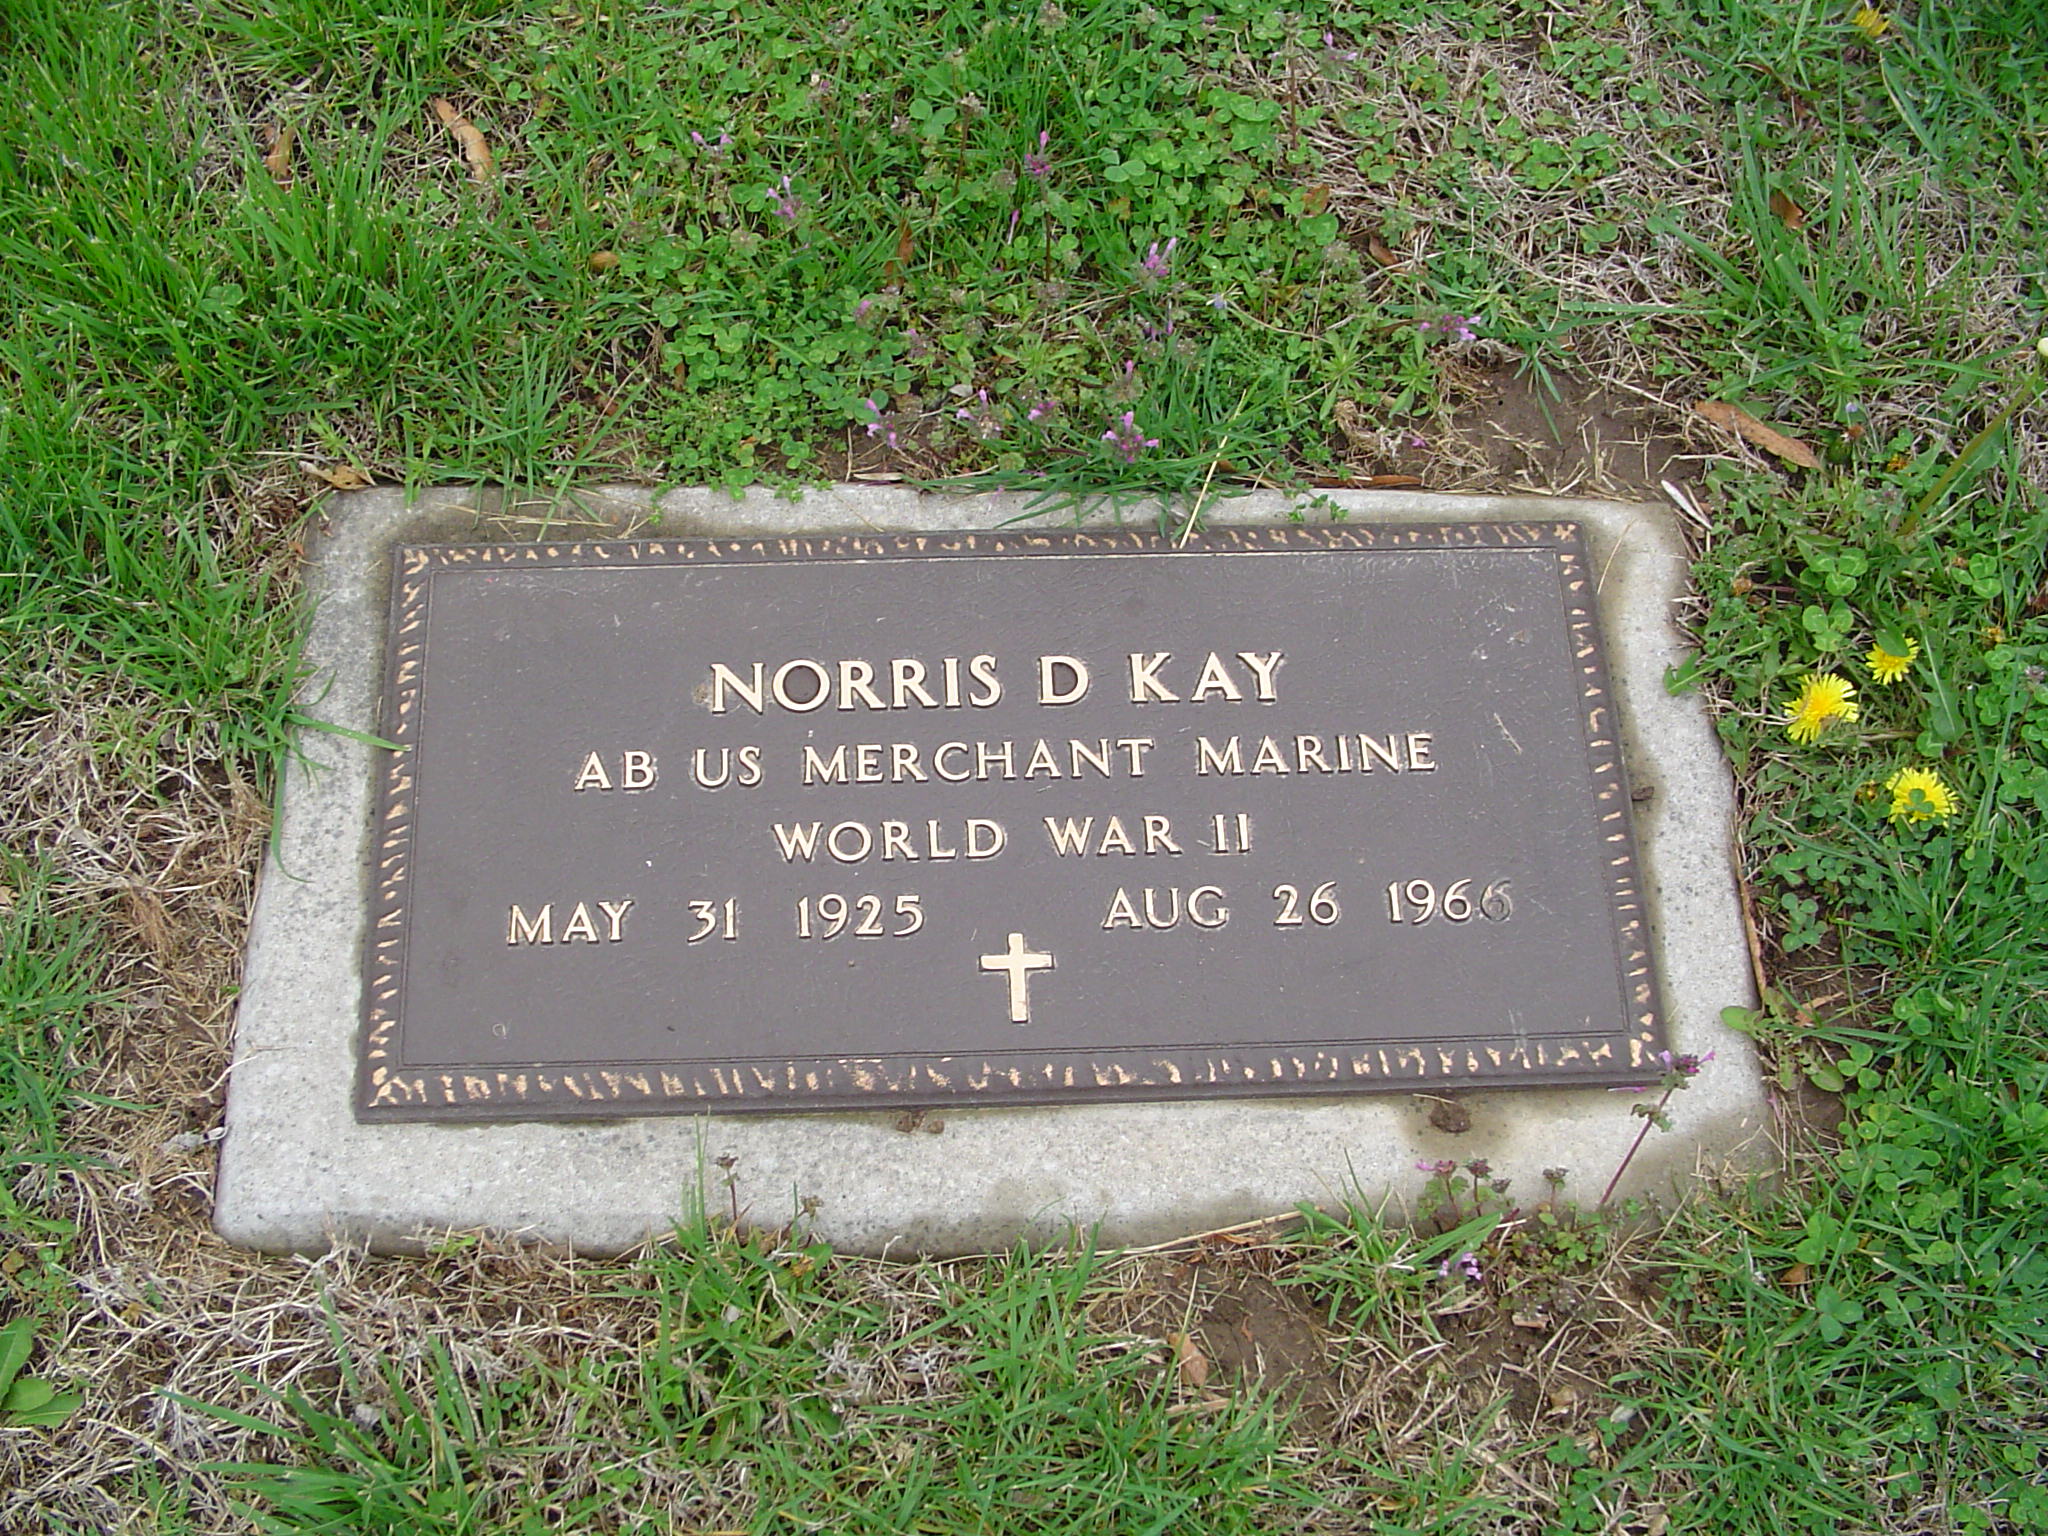 NORRIS D KAY
AB US MERCHANT MARINE
WORLD WAR II
MAY 31 1925 AUG 26 1966